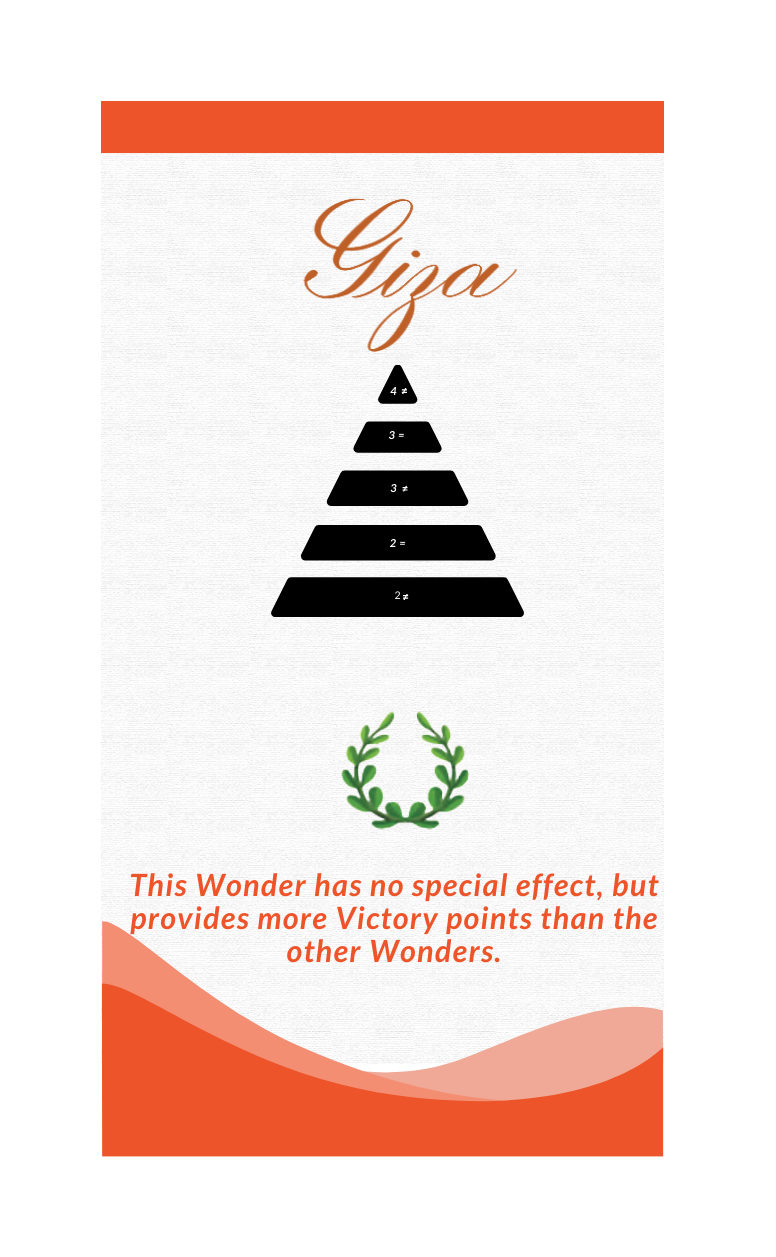 Giza
4 ≠
3 =
3 ≠
2 =
2 ≠
This Wonder has no special effect, but
provides more Victory points than the
other Wonders.